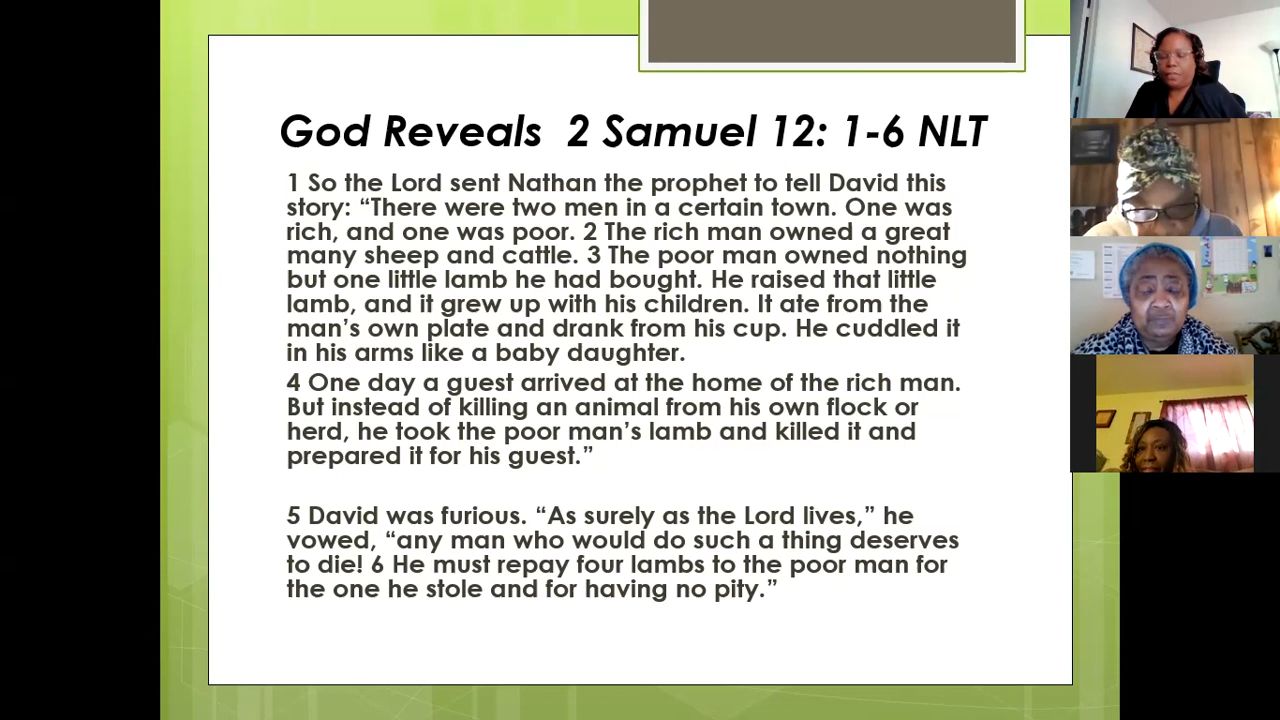 God Reveals 2 Samuel 12: 1-6 NLT
1 So the Lord sent Nathan the prophet to tell David this
story: “There were two men in a certain town. One was
rich, and one was poor. 2 The rich man owned a great
many sheep and cattle. 3 The poor man owned nothing
but one little lamb he had bought. He raised that little
lamb, and it grew up with his children. It ate from the
man’s own plate and drank from his cup. He cuddled it
in his arms like a baby daughter.
4 One day a guest arrived at the home of the rich man.
But instead of killing an animal from his own flock or
herd, he took the poor man’s lamb and killed it and
prepared it for his guest.”
5 David was furious. “As surely as the Lord lives,” he
vowed, “any man who would do such a thing deserves
to die! 6 He must repay four lambs to the poor man for
the one he stole and for having no pity.”